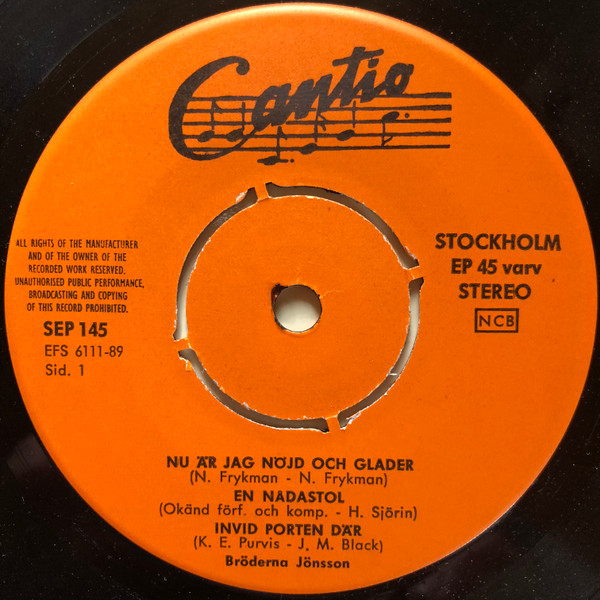 Cantio
ALL RIGHTS OF THE MANUFACTURER
AND OF THE OWNER OF THE
RECORDED WORK RESERVED.
UNAUTHORISED PUBLIC PERFORMANCE,
BROADCASTING AND COPYING
OF THIS RECORD PROHIBITED.
SEP 145
EFS 6111-89
Sid. 1
STOCKHOLM
EP 45 varv
STEREO
NCB
NU ÄR JAG NÖJD OCH GLADER
(N. Frykman - N. Frykman)
EN NADASTOL
(Okänd förf. och komp. - H. Sjörin)
INVID PORTEN DÄR
(K. E. Purvis - J. M. Black)
Bröderna Jönsson